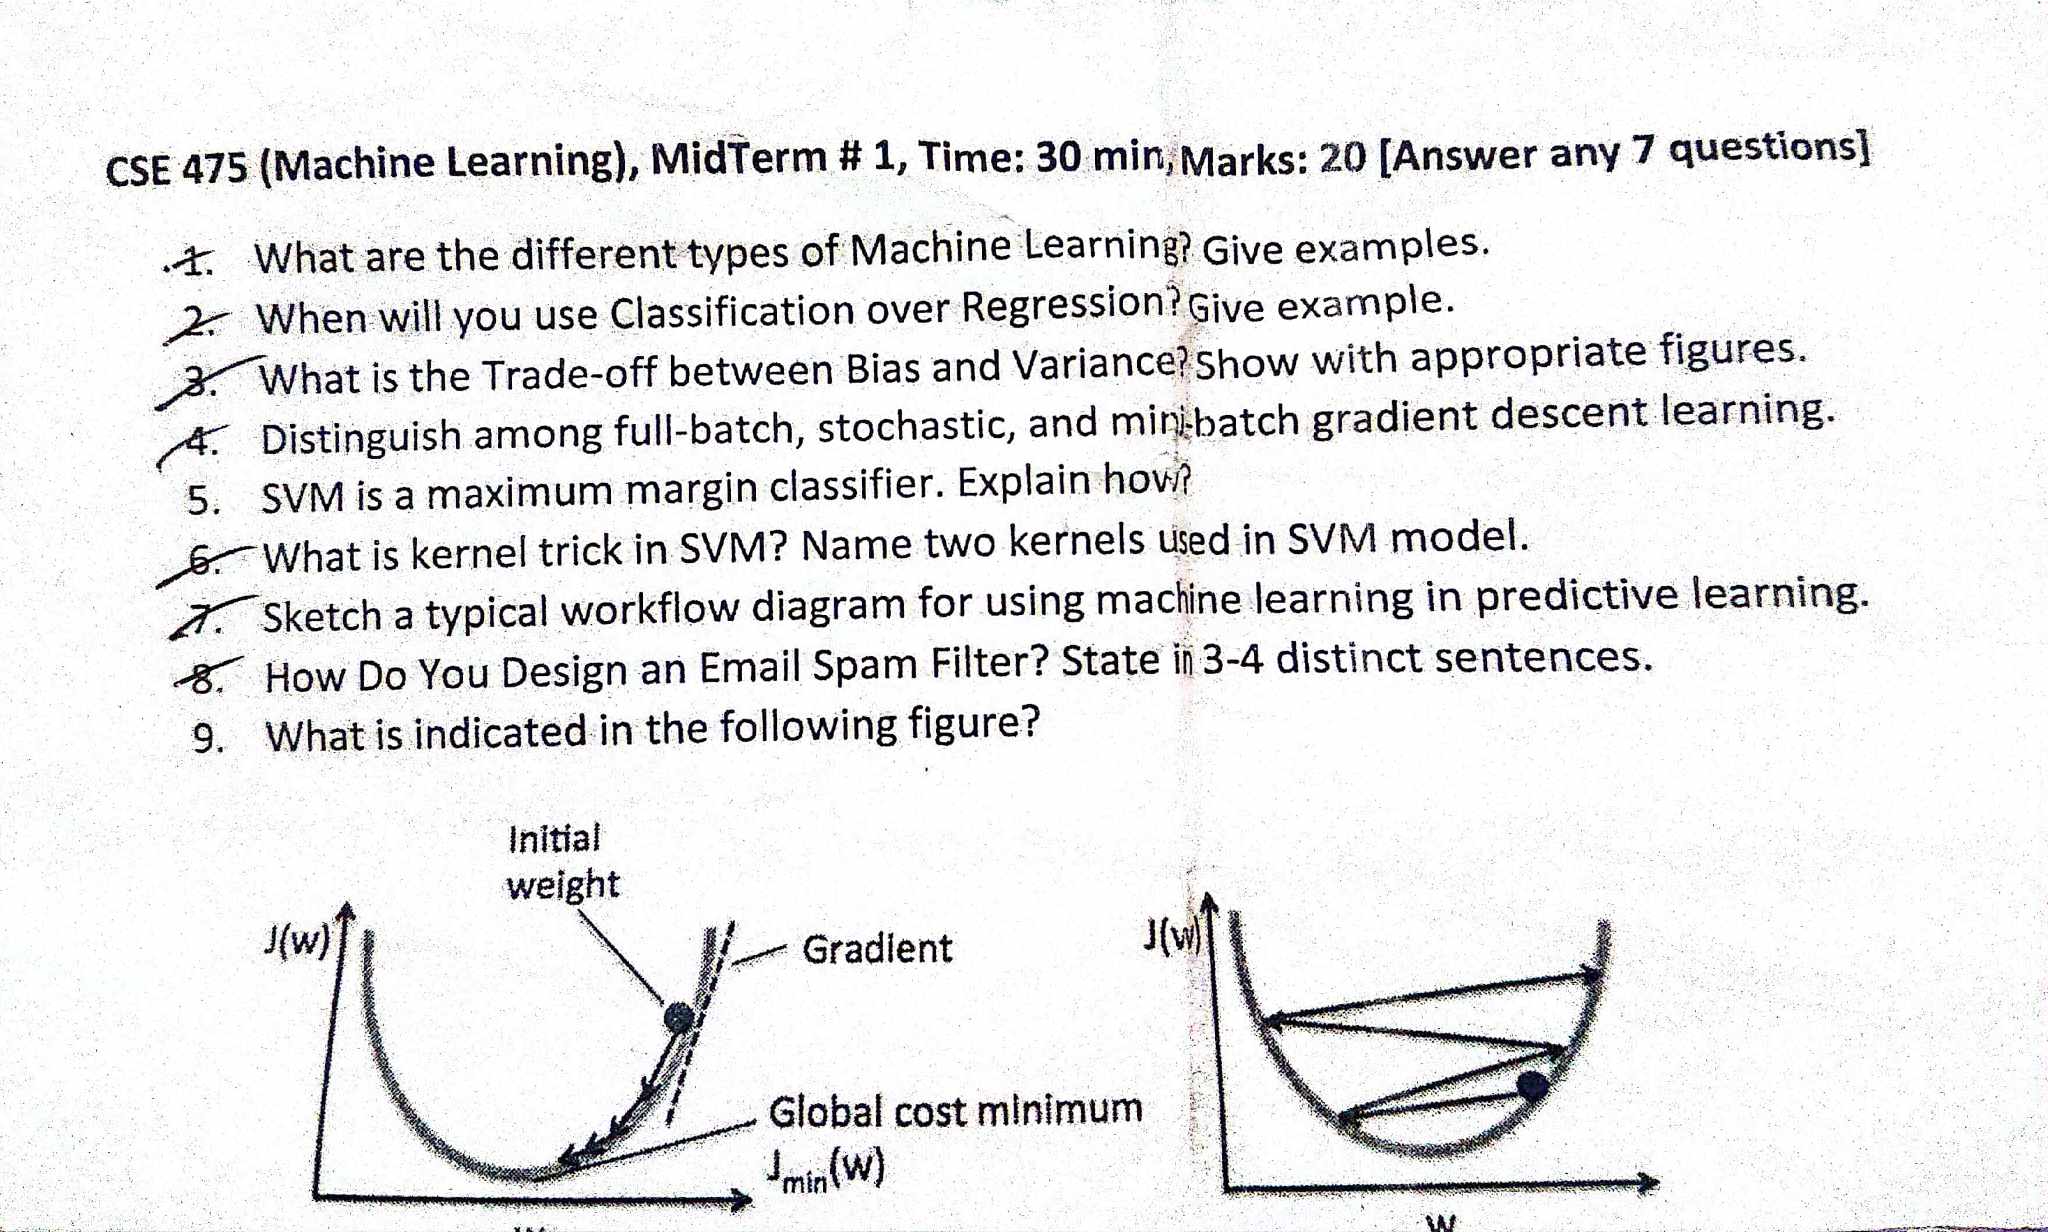 CSE 475 (Machine Learning), MidTerm # 1, Time: 30 min, Marks: 20 [Answer any 7 questions]
1. What are the different types of Machine Learning? Give examples.
2. When will you use Classification over Regression? Give example.
3. What is the Trade-off between Bias and Variance? Show with appropriate figures.
4. Distinguish among full-batch, stochastic, and mini-batch gradient descent learning.
5. SVM is a maximum margin classifier. Explain how?
6. What is kernel trick in SVM? Name two kernels used in SVM model.
7. Sketch a typical workflow diagram for using machine learning in predictive learning.
8. How Do You Design an Email Spam Filter? State in 3-4 distinct sentences.
9. What is indicated in the following figure?
Initial
weight
J(w)
Gradient
J(w)
Global cost minimum
Jmin(w)
w